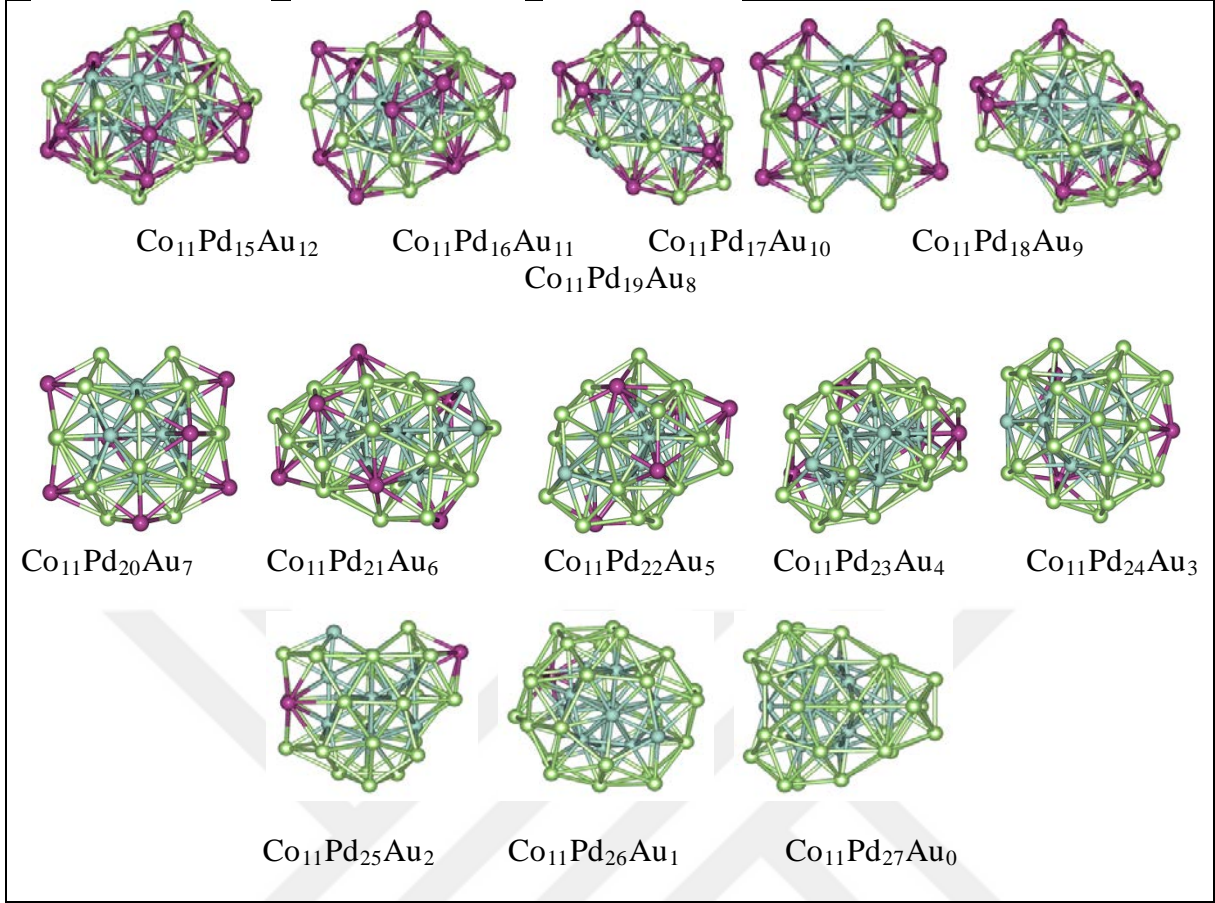 Co₁₁Pd₁₅Au₁₂ Co₁₁Pd₁₆Au₁₁ Co₁₁Pd₁₇Au₁₀ Co₁₁Pd₁₈Au₉
Co₁₁Pd₁₉Au₈
Co₁₁Pd₂₀Au₇ Co₁₁Pd₂₁Au₆ Co₁₁Pd₂₂Au₅ Co₁₁Pd₂₃Au₄ Co₁₁Pd₂₄Au₃
Co₁₁Pd₂₅Au₂ Co₁₁Pd₂₆Au₁ Co₁₁Pd₂₇Au₀